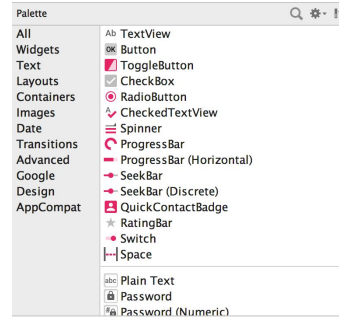 Palette
All
Widgets
Text
Layouts
Containers
Images
Date
Transitions
Advanced
Google
Design
AppCompat
Ab TextView
OK Button
ToggleButton
CheckBox
RadioButton
CheckedTextView
Spinner
ProgressBar
ProgressBar (Horizontal)
SeekBar
SeekBar (Discrete)
QuickContactBadge
RatingBar
Switch
Space
abc Plain Text
Password
Password (Numeric)